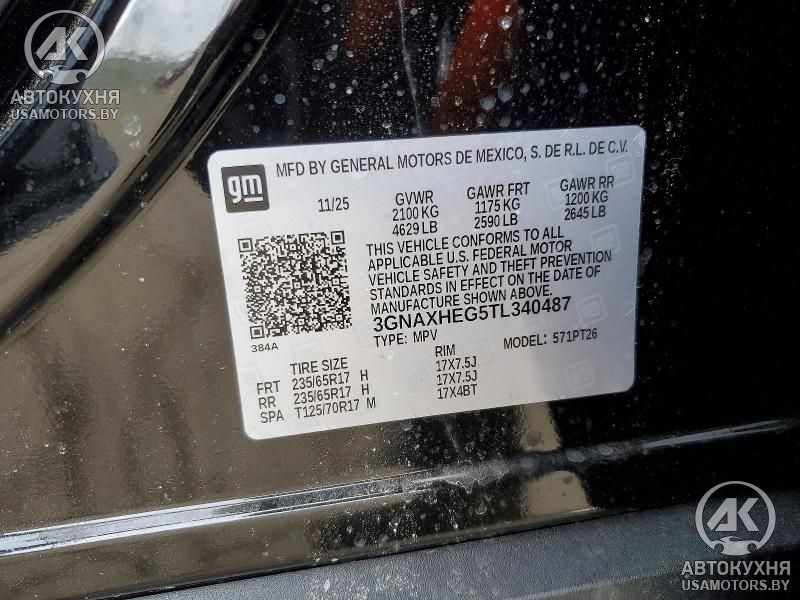 AK
АВТОКУХНЯ
USAMOTORS.BY
gm
MFD BY GENERAL MOTORS DE MEXICO, S. DE R.L. DE C.V.
11/25 GVWR GAWR FRT GAWR RR
2100 KG 1175 KG 1200 KG
4629 LB 2590 LB 2645 LB
THIS VEHICLE CONFORMS TO ALL
APPLICABLE U.S. FEDERAL MOTOR
VEHICLE SAFETY AND THEFT PREVENTION
STANDARDS IN EFFECT ON THE DATE OF
MANUFACTURE SHOWN ABOVE.
3GNAXHEG5TL340487
384A
TYPE: MPV MODEL: 571PT26
TIRE SIZE RIM
FRT 235/65R17 H 17X7.5J
RR 235/65R17 H 17X7.5J
SPA T125/70R17 M 17X4BT
AK
АВТОКУХНЯ
USAMOTORS.BY